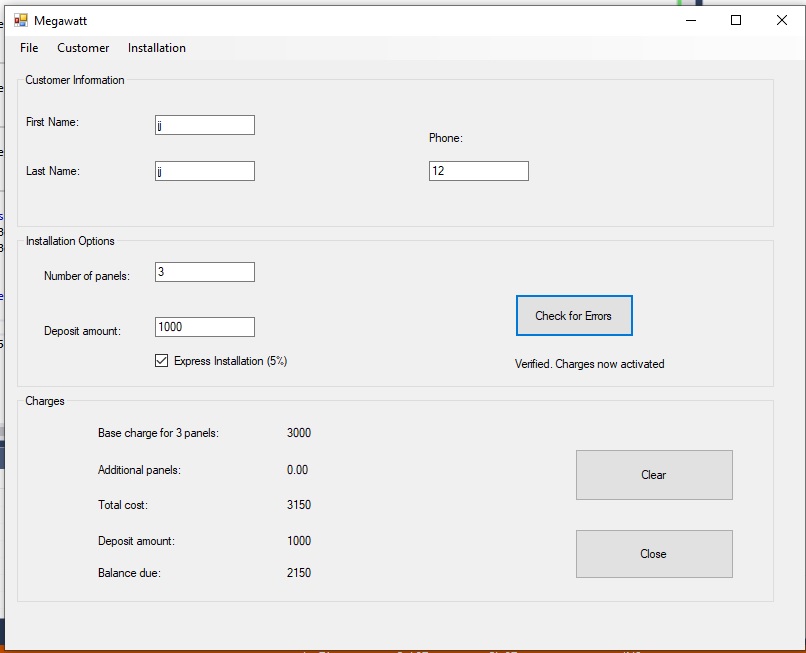 Megawatt
File Customer Installation
Customer Information
First Name: jj
Phone:
Last Name: jj 12
Installation Options
Number of panels: 3
Check for Errors
Deposit amount: 1000
Express Installation (5%) Verified. Charges now activated
Charges
Base charge for 3 panels: 3000
Additional panels: 0.00
Clear
Total cost: 3150
Deposit amount: 1000
Close
Balance due: 2150